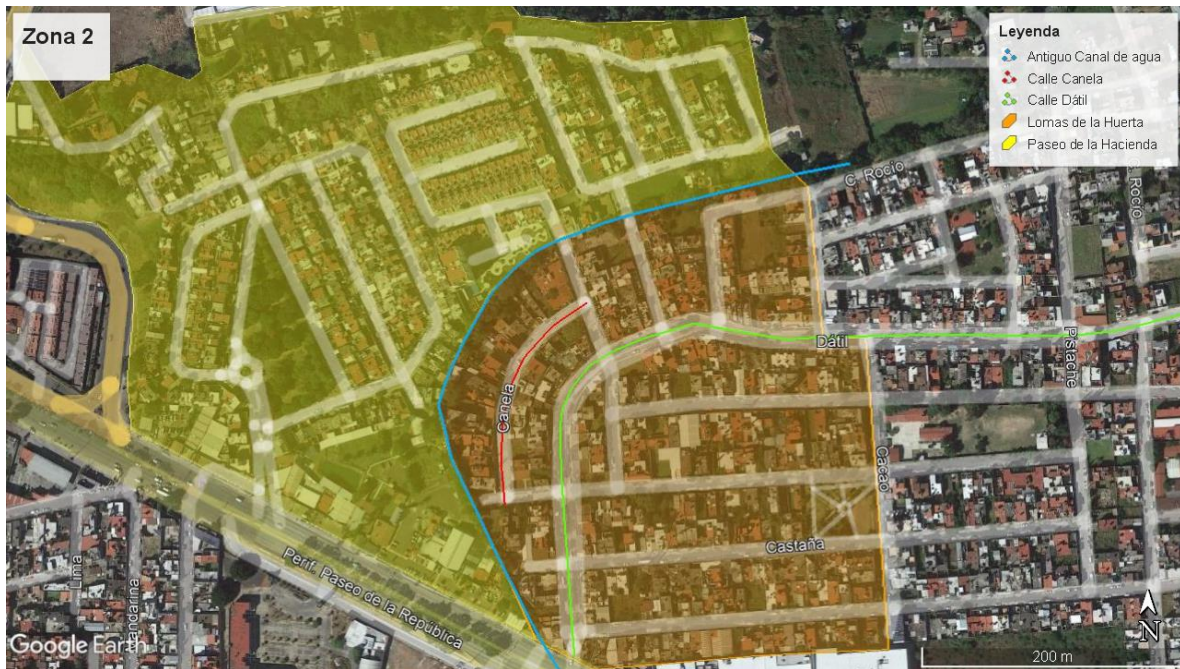 Zona 2
Leyenda
Antiguo Canal de agua
Calle Canela
Calle Dátil
Lomas de la Huerta
Paseo de la Hacienda
C. Rocío
Rocío
Dátil
Pistache
Canela
Cacao
Castaña
Perif. Paseo de la República
Lima
Mandarina
Google Earth
N
200 m